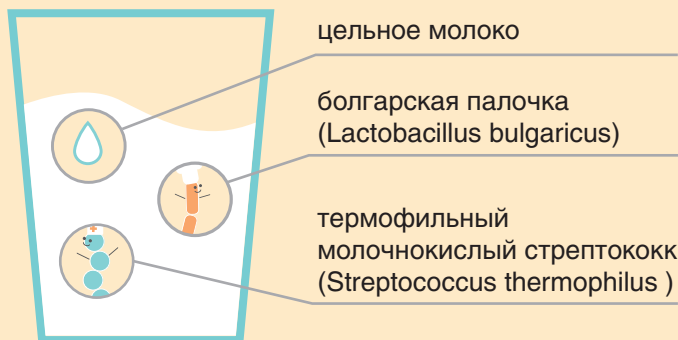 цельное молоко
болгарская палочка
(Lactobacillus bulgaricus)
термофильный
молочнокислый стрептококк
(Streptococcus thermophilus )